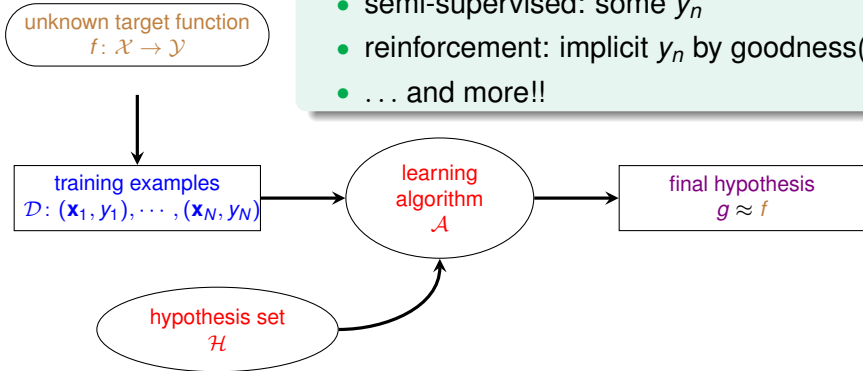 • semi-supervised: some yₙ
• reinforcement: implicit yₙ by goodness(
• . . . and more!!
unknown target function
f : 𝒳 → 𝒴
training examples
𝒟 : (𝐱₁, y₁), ⋯ , (𝐱_N, y_N)
learning
algorithm
𝒜
final hypothesis
g ≈ f
hypothesis set
ℋ